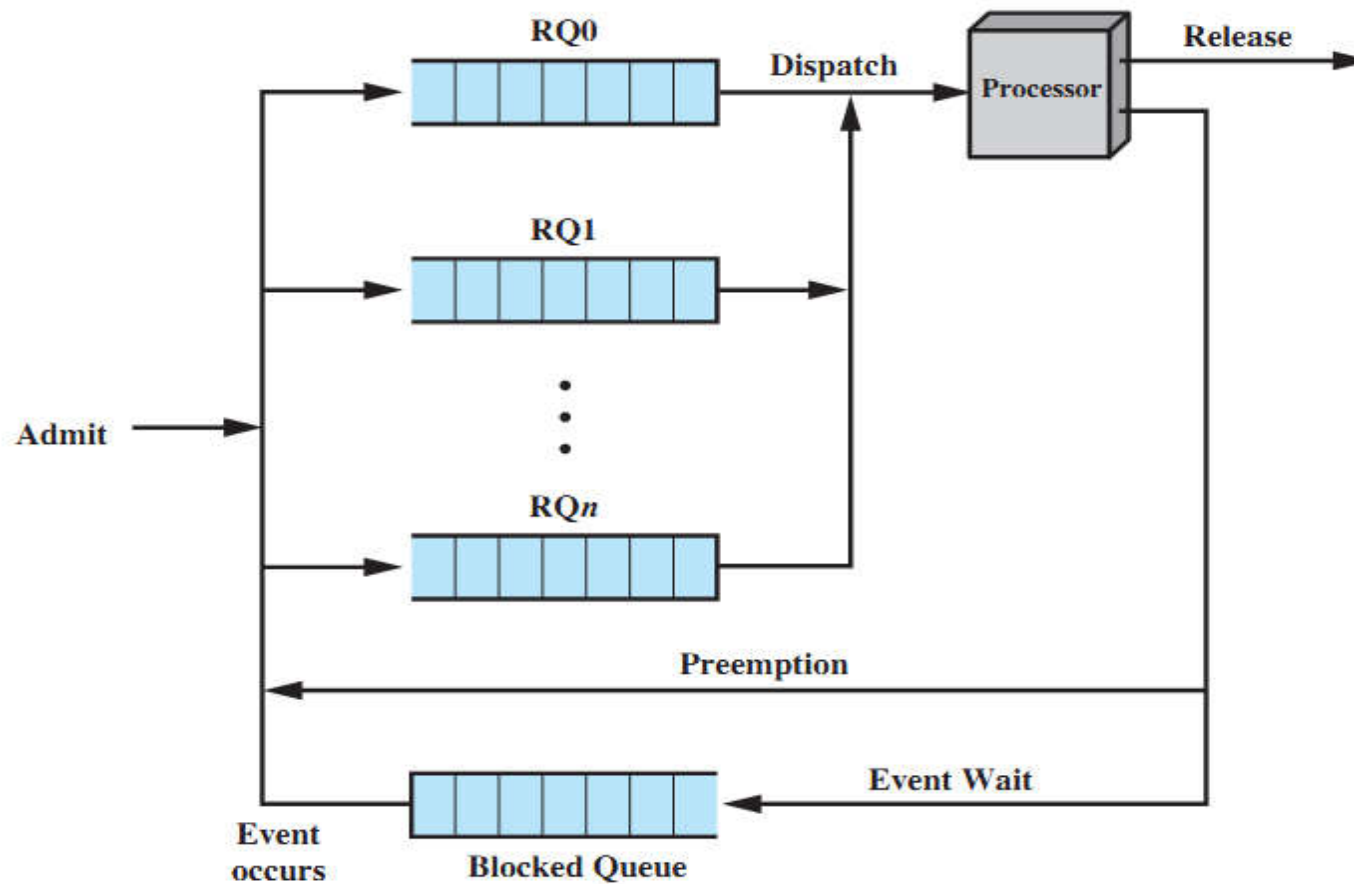 RQ0
Release
Dispatch
Processor
RQ1
Admit
RQn
Preemption
Event Wait
Event
occurs
Blocked Queue